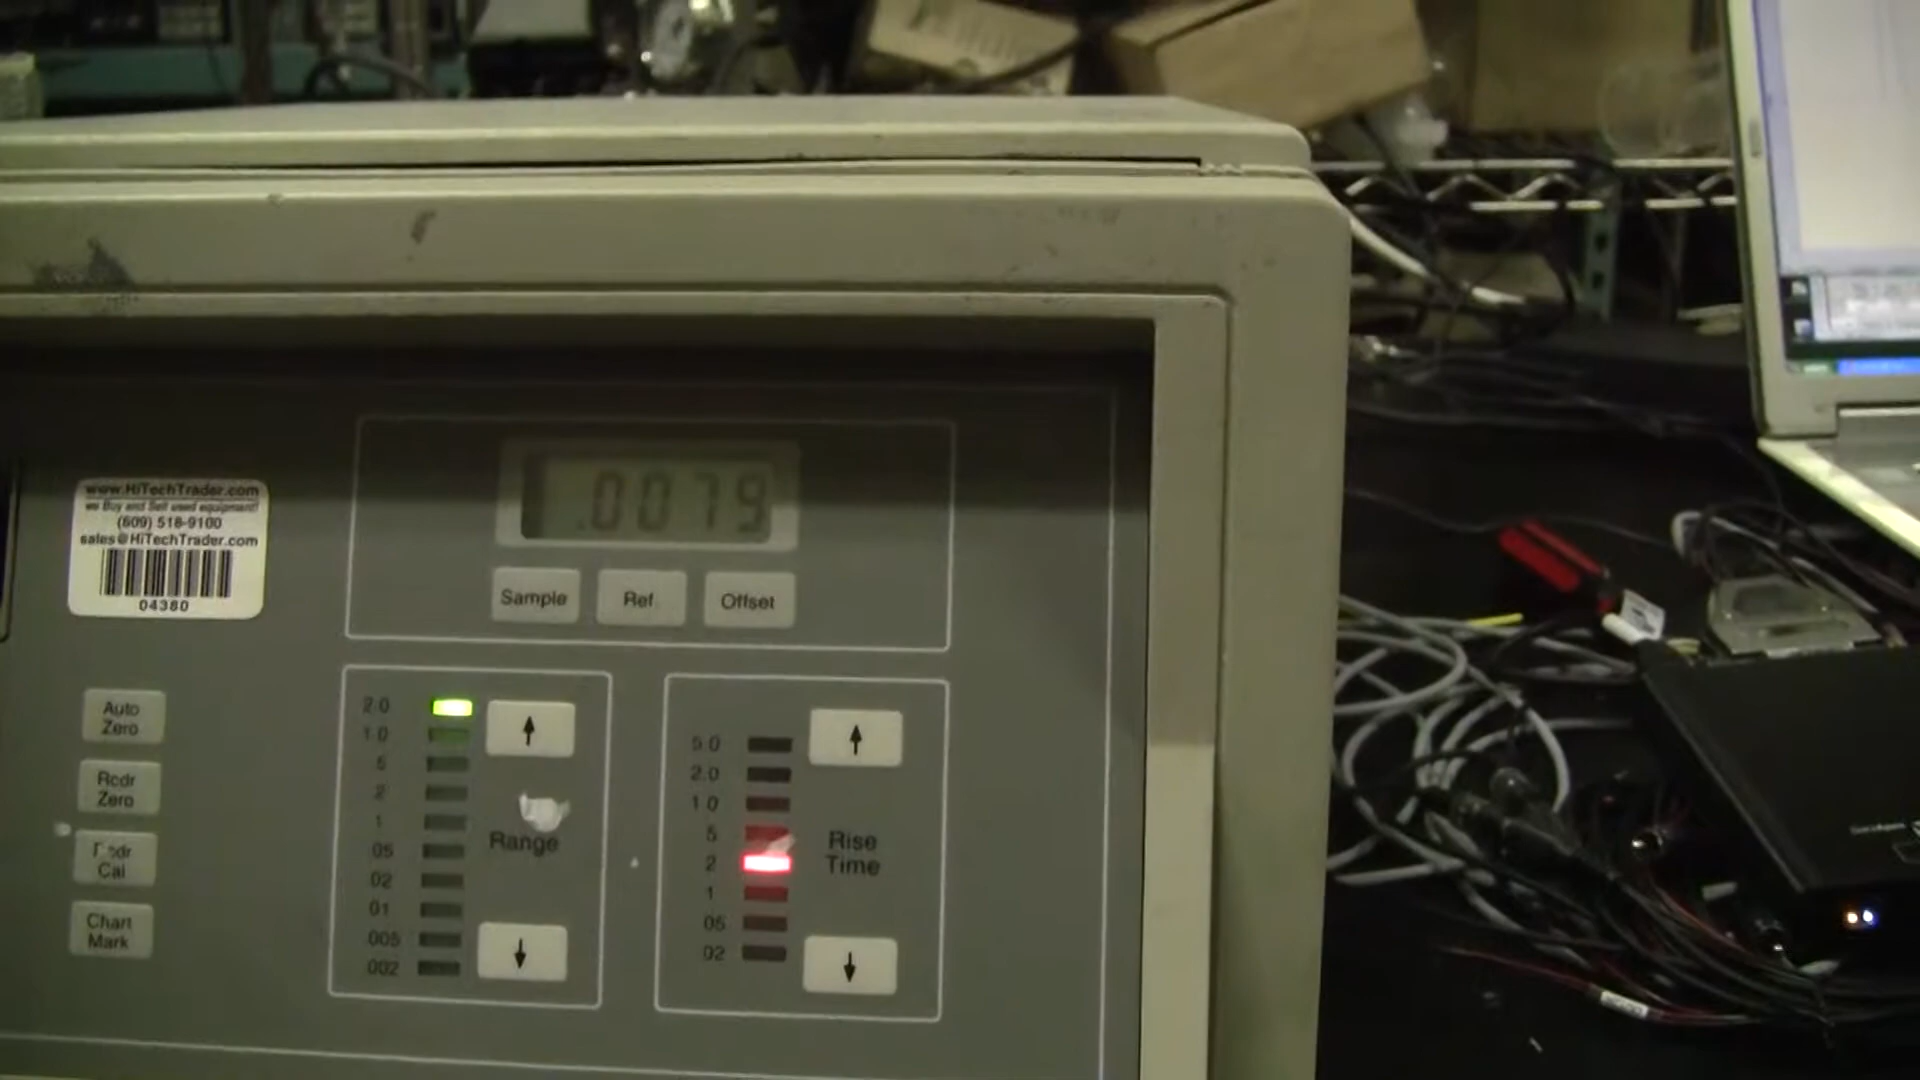 .0079
www.HiTechTrader.com
we Buy and Sell used equipment!
(609) 518-9100
sales@HiTechTrader.com
04380
Sample
Ref
Offset
Auto
Zero
Rcdr
Zero
Cal
Chart
Mark
2.0
1.0
5
2
1
05
02
01
005
002
Range
5.0
2.0
1.0
5
2
1
05
02
Rise
Time